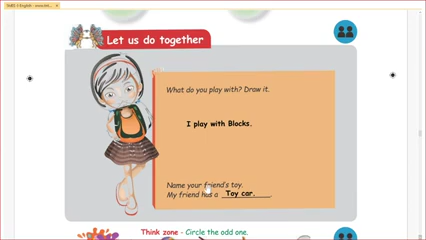 Let us do together
What do you play with? Draw it.
I play with Blocks.
Name your friend's toy.
My friend has a Toy car.
Think zone - Circle the odd one.